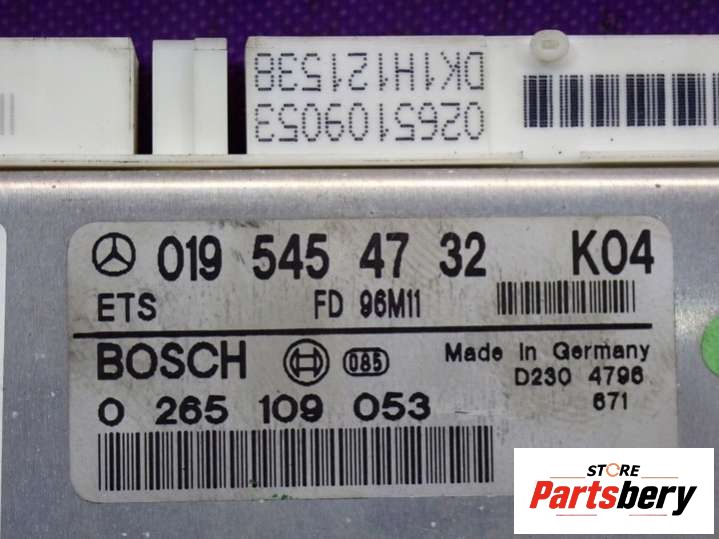 DK1H121538
0265109053
019 545 47 32 K04
ETS FD 96M11
BOSCH 085 Made in Germany
D230 4796
0 265 109 053 671
STORE
Partsbery